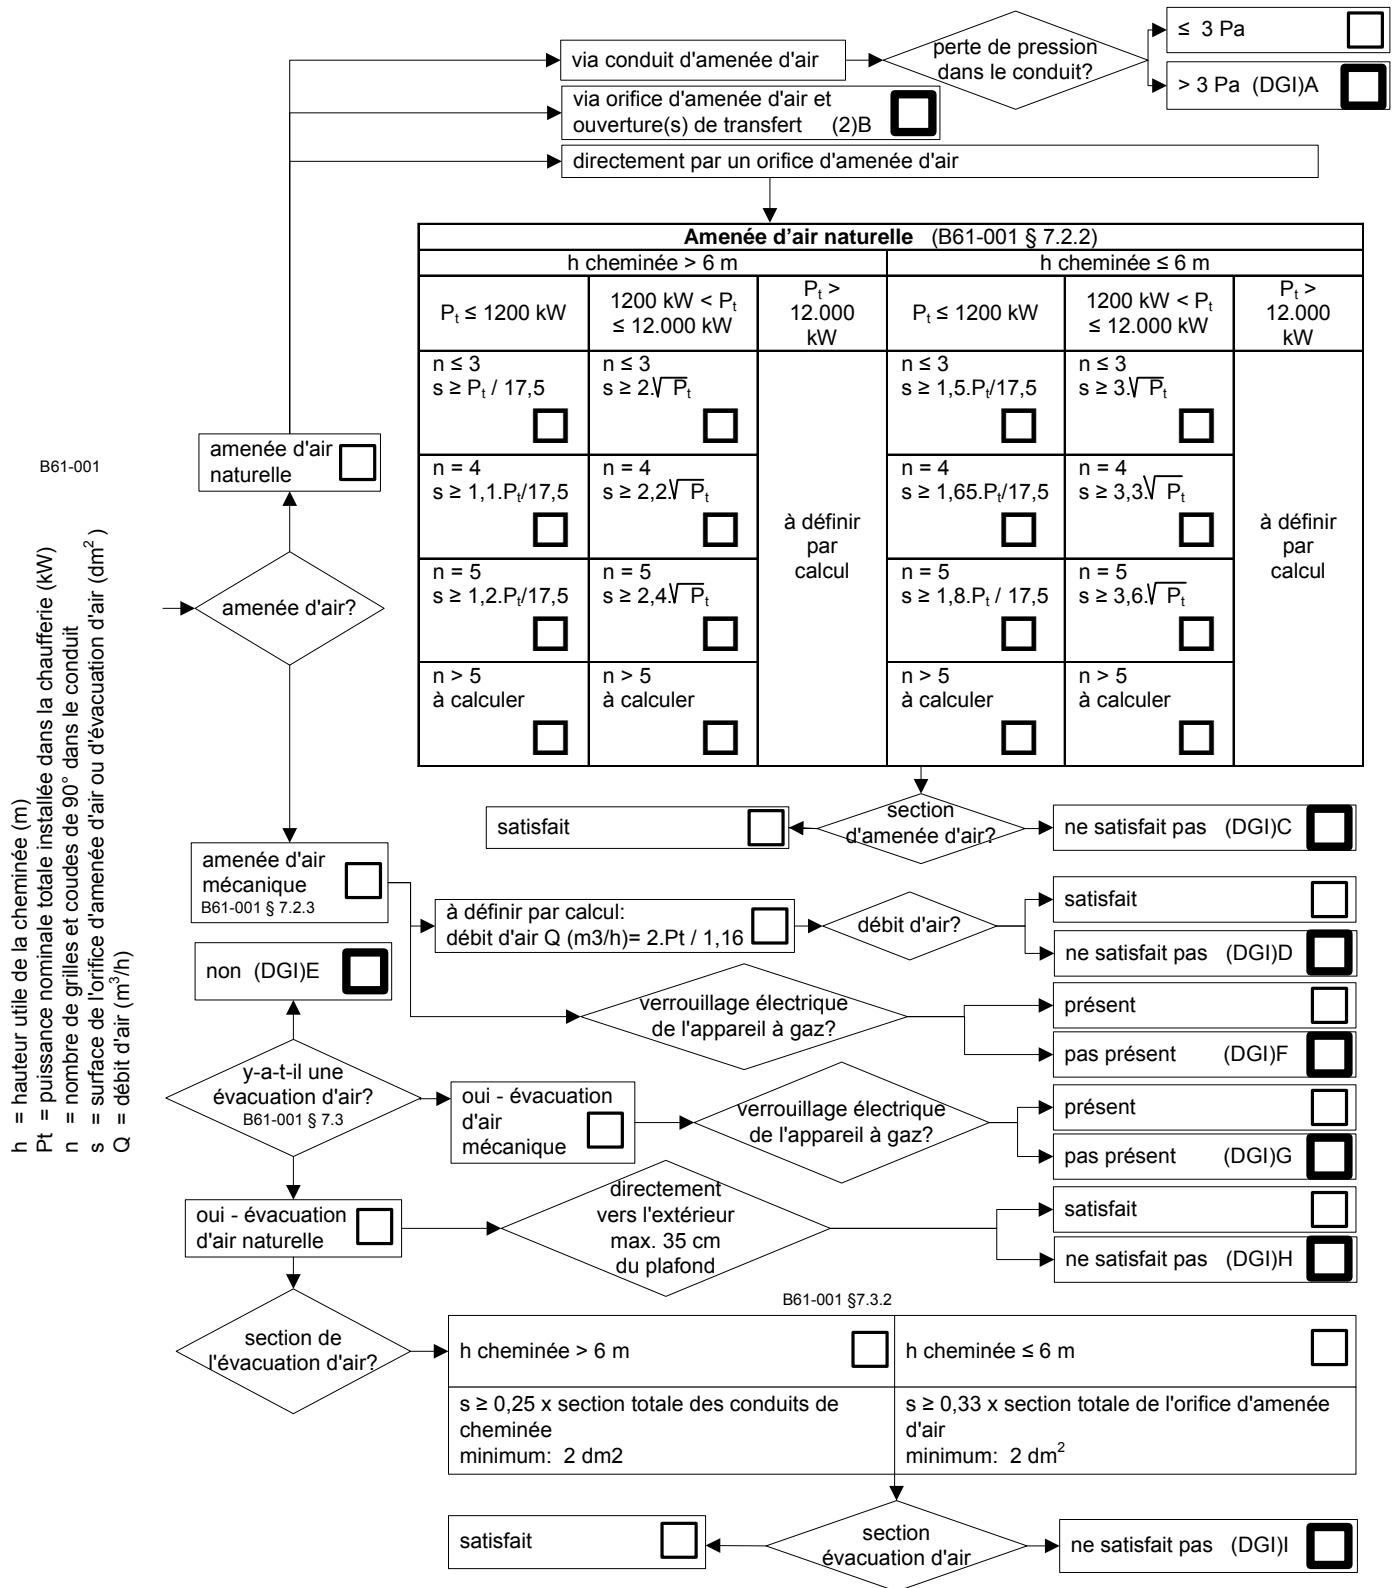 ≤ 3 Pa
perte de pression
dans le conduit?
via conduit d'amenée d'air
> 3 Pa (DGI)A
via orifice d'amenée d'air et
ouverture(s) de transfert (2)B
directement par un orifice d'amenée d'air
Amenée d'air naturelle (B61-001 § 7.2.2)
h cheminée > 6 m
h cheminée ≤ 6 m
Pt ≤ 1200 kW
1200 kW < Pt
≤ 12.000 kW
Pt >
12.000
kW
Pt ≤ 1200 kW
1200 kW < Pt
≤ 12.000 kW
Pt >
12.000
kW
n ≤ 3
s ≥ Pt / 17,5
n ≤ 3
s ≥ 2.√Pt
n ≤ 3
s ≥ 1,5.Pt/17,5
n ≤ 3
s ≥ 3.√Pt
n = 4
s ≥ 1,1.Pt/17,5
n = 4
s ≥ 2,2.√Pt
n = 4
s ≥ 1,65.Pt/17,5
n = 4
s ≥ 3,3.√Pt
à définir
par
calcul
à définir
par
calcul
n = 5
s ≥ 1,2.Pt/17,5
n = 5
s ≥ 2,4.√Pt
n = 5
s ≥ 1,8.Pt / 17,5
n = 5
s ≥ 3,6.√Pt
n > 5
à calculer
n > 5
à calculer
n > 5
à calculer
n > 5
à calculer
amenée d'air
naturelle
B61-001
amenée d'air?
h = hauteur utile de la cheminée (m)
Pt = puissance nominale totale installée dans la chaufferie (kW)
n = nombre de grilles et coudes de 90° dans le conduit
s = surface de l'orifice d'amenée d'air ou d'évacuation d'air (dm²)
Q = débit d'air (m³/h)
satisfait
section
d'amenée d'air?
ne satisfait pas (DGI)C
amenée d'air
mécanique
B61-001 § 7.2.3
à définir par calcul:
débit d'air Q (m3/h)= 2.Pt / 1,16
débit d'air?
satisfait
ne satisfait pas (DGI)D
non (DGI)E
verrouillage électrique
de l'appareil à gaz?
présent
pas présent (DGI)F
y-a-t-il une
évacuation d'air?
B61-001 § 7.3
oui - évacuation
d'air
mécanique
verrouillage électrique
de l'appareil à gaz?
présent
pas présent (DGI)G
oui - évacuation
d'air naturelle
directement
vers l'extérieur
max. 35 cm
du plafond
satisfait
ne satisfait pas (DGI)H
B61-001 §7.3.2
section de
l'évacuation d'air?
h cheminée > 6 m
h cheminée ≤ 6 m
s ≥ 0,25 x section totale des conduits de
cheminée
minimum: 2 dm2
s ≥ 0,33 x section totale de l'orifice d'amenée
d'air
minimum: 2 dm²
satisfait
section
évacuation d'air
ne satisfait pas (DGI)I